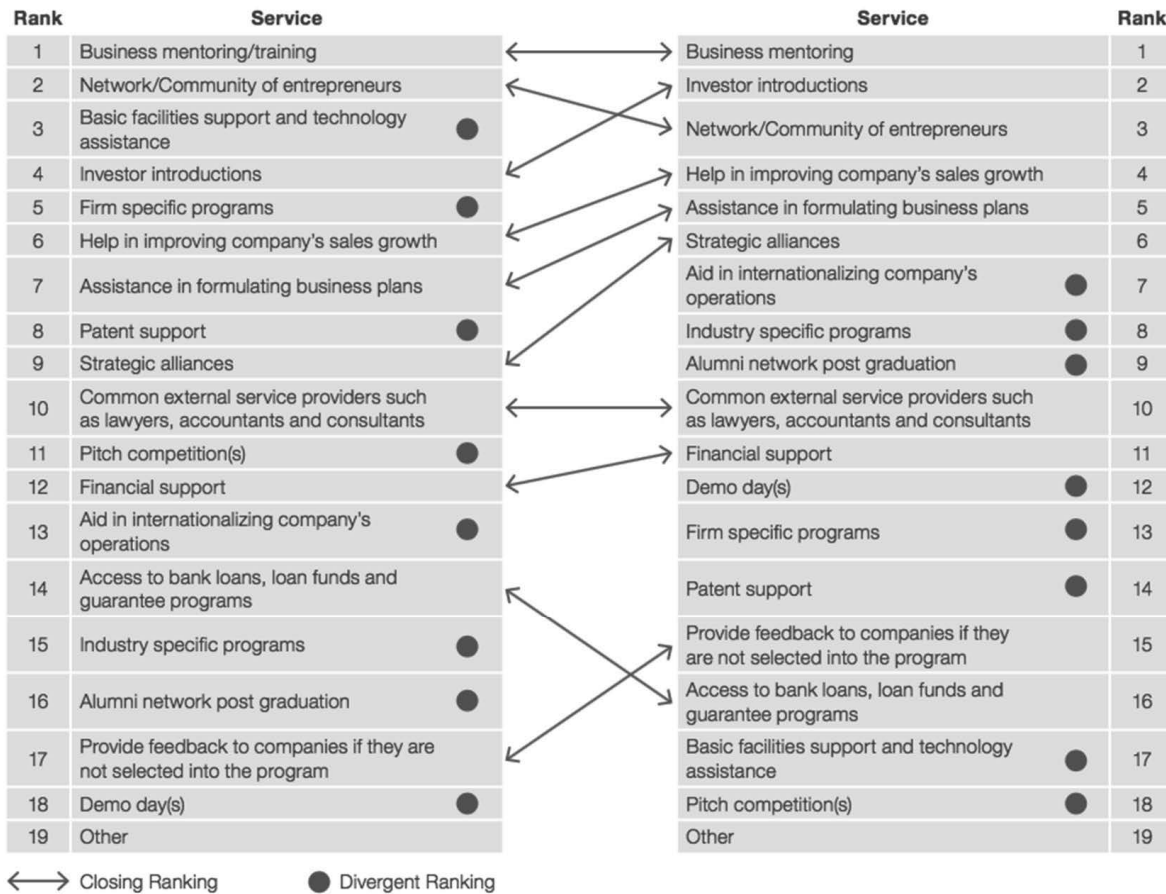 Rank Service Service Rank
1 Business mentoring/training Business mentoring 1
2 Network/Community of entrepreneurs Investor introductions 2
3 Basic facilities support and technology
assistance Network/Community of entrepreneurs 3
4 Investor introductions Help in improving company's sales growth 4
5 Firm specific programs Assistance in formulating business plans 5
6 Help in improving company's sales growth Strategic alliances 6
7 Assistance in formulating business plans Aid in internationalizing company's
operations 7
8 Patent support Industry specific programs 8
9 Strategic alliances Alumni network post graduation 9
10 Common external service providers such
as lawyers, accountants and consultants Common external service providers such
as lawyers, accountants and consultants 10
11 Pitch competition(s) Financial support 11
12 Financial support Demo day(s) 12
13 Aid in internationalizing company's
operations Firm specific programs 13
14 Access to bank loans, loan funds and
guarantee programs Patent support 14
15 Industry specific programs Provide feedback to companies if they
are not selected into the program 15
16 Alumni network post graduation Access to bank loans, loan funds and
guarantee programs 16
17 Provide feedback to companies if they are
not selected into the program Basic facilities support and technology
assistance 17
18 Demo day(s) Pitch competition(s) 18
19 Other Other 19
Closing Ranking Divergent Ranking